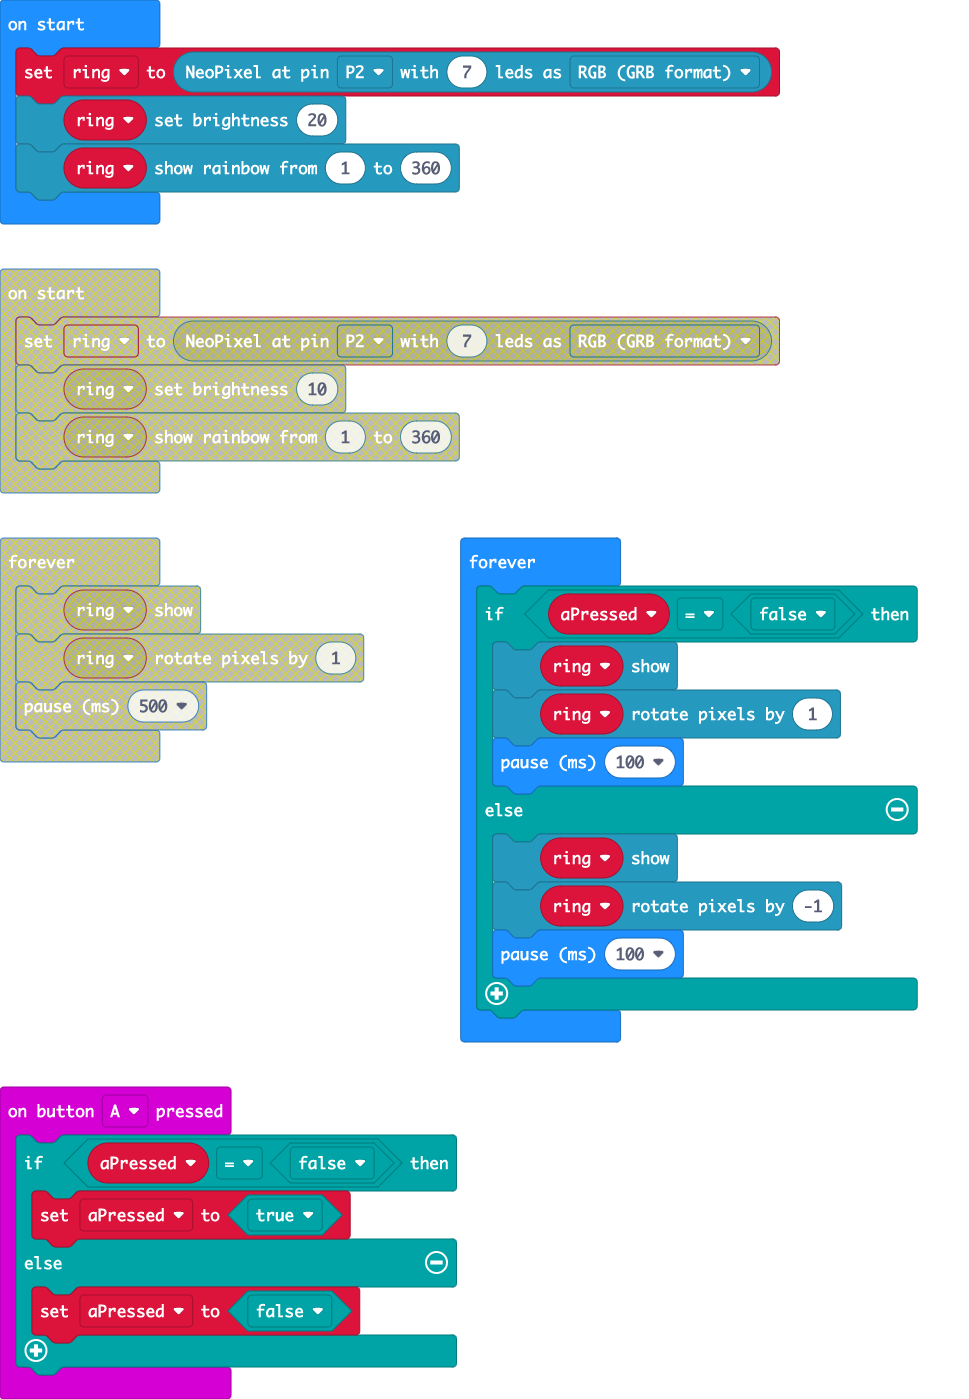 on start
set ring to NeoPixel at pin P2 with 7 leds as RGB (GRB format)
ring set brightness 20
ring show rainbow from 1 to 360
on start
set ring to NeoPixel at pin P2 with 7 leds as RGB (GRB format)
ring set brightness 10
ring show rainbow from 1 to 360
forever
ring show
ring rotate pixels by 1
pause (ms) 500
forever
if aPressed = false then
ring show
ring rotate pixels by 1
pause (ms) 100
else
ring show
ring rotate pixels by -1
pause (ms) 100
on button A pressed
if aPressed = false then
set aPressed to true
else
set aPressed to false